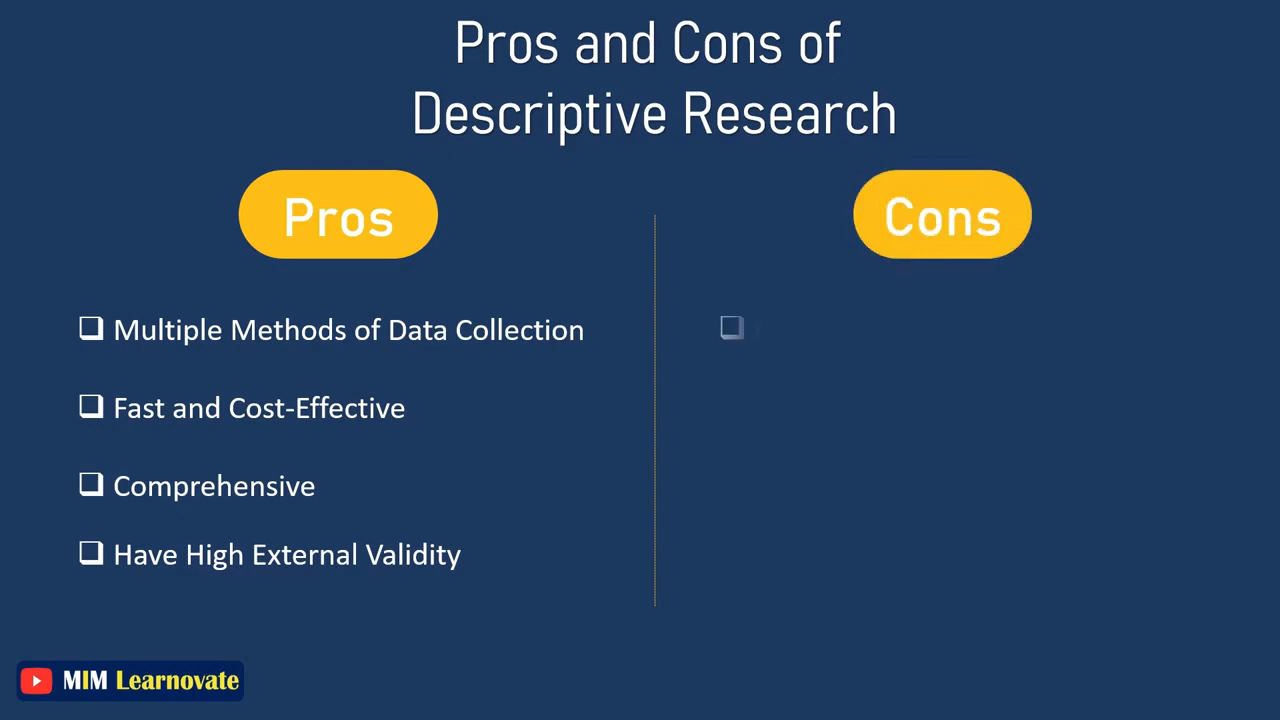 Pros and Cons of
Descriptive Research
Pros
Cons
❑ Multiple Methods of Data Collection
❑ Fast and Cost-Effective
❑ Comprehensive
❑ Have High External Validity
❑
MIM Learnovate